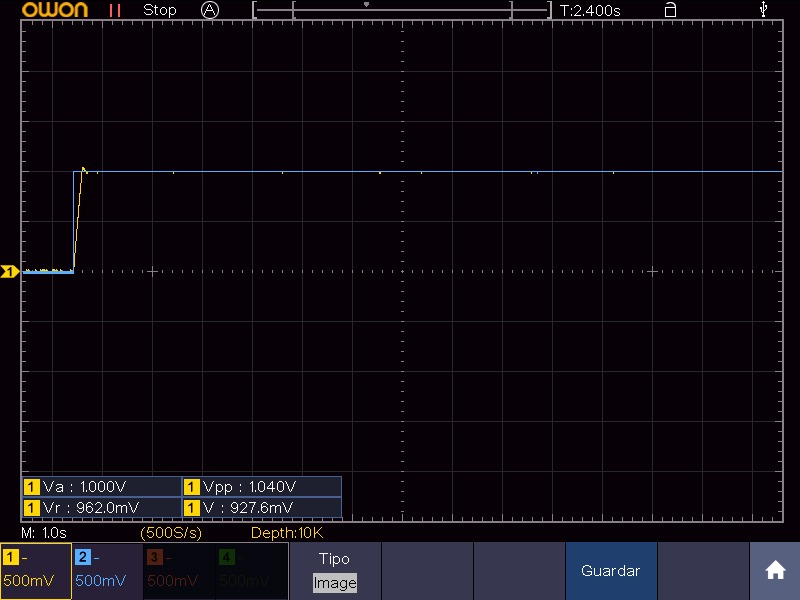 OWON Stop A T:2.400s
1
1 Va : 1.000V 1 Vpp : 1.040V
1 Vr : 962.0mV 1 V : 927.6mV
M: 1.0s (500S/s) Depth:10K
1 - 2 - 3 - 4 - Tipo
500mV 500mV 500mV 500mV Image Guardar